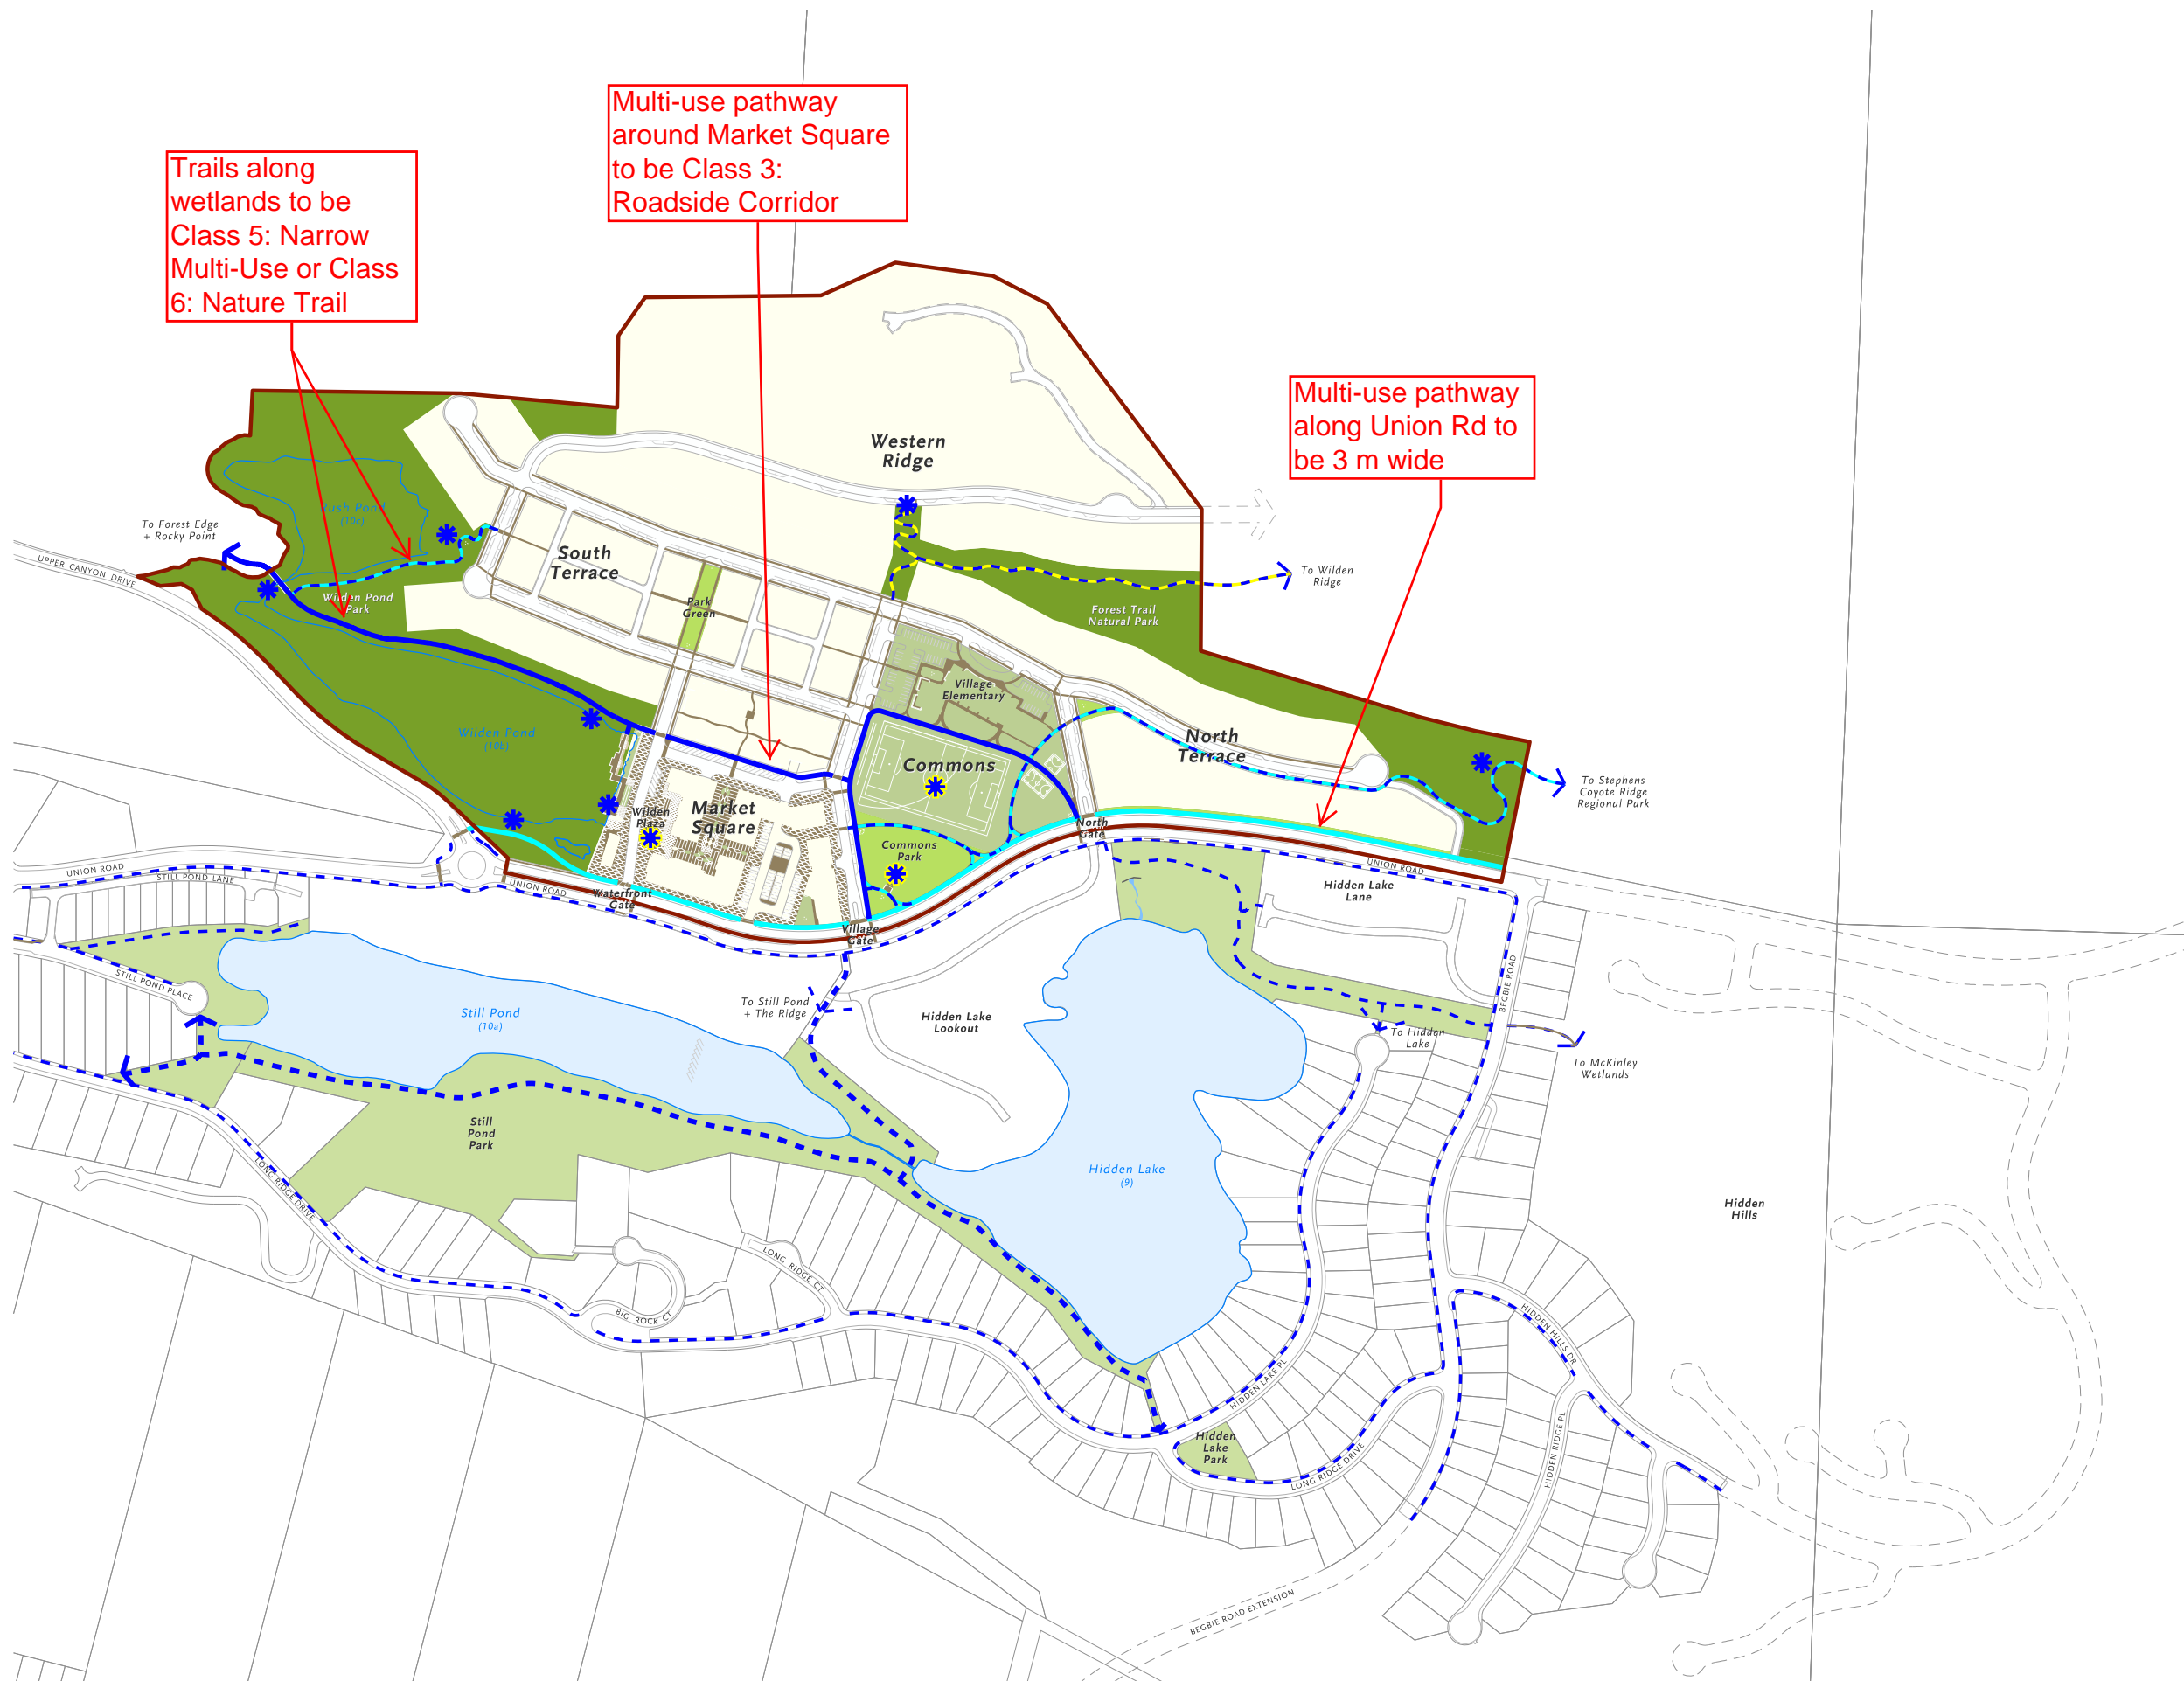 Multi-use pathway
around Market Square
to be Class 3:
Roadside Corridor
Trails along
wetlands to be
Class 5: Narrow
Multi-Use or Class
6: Nature Trail
Multi-use pathway
along Union Rd to
be 3 m wide
Western
Ridge
To Forest Edge
+ Rocky Point
UPPER CANYON DRIVE
Rush Pond
(10c)
South
Terrace
Wilden Pond
Park
Park
Green
To Wilden
Ridge
Forest Trail
Natural Park
Village
Elementary
Wilden Pond
(10b)
Commons
North
Terrace
To Stephens
Coyote Ridge
Regional Park
Market
Square
Wilden
Plaza
North
Gate
Commons
Park
UNION ROAD
STILL POND LANE
UNION ROAD
Waterfront
Gate
Village
Gate
UNION ROAD
Hidden Lake
Lane
STILL POND PLACE
BEGBIE ROAD
Still Pond
(10a)
To Still Pond
+ The Ridge
Hidden Lake
Lookout
To Hidden
Lake
To McKinley
Wetlands
Still
Pond
Park
Hidden Lake
(9)
LONG RIDGE DRIVE
Hidden
Hills
LONG RIDGE CT
BIG ROCK CT
HIDDEN HILLS DR
HIDDEN LAKE PL
Hidden
Lake
Park
LONG RIDGE DRIVE
HIDDEN RIDGE PL
BEGBIE ROAD EXTENSION